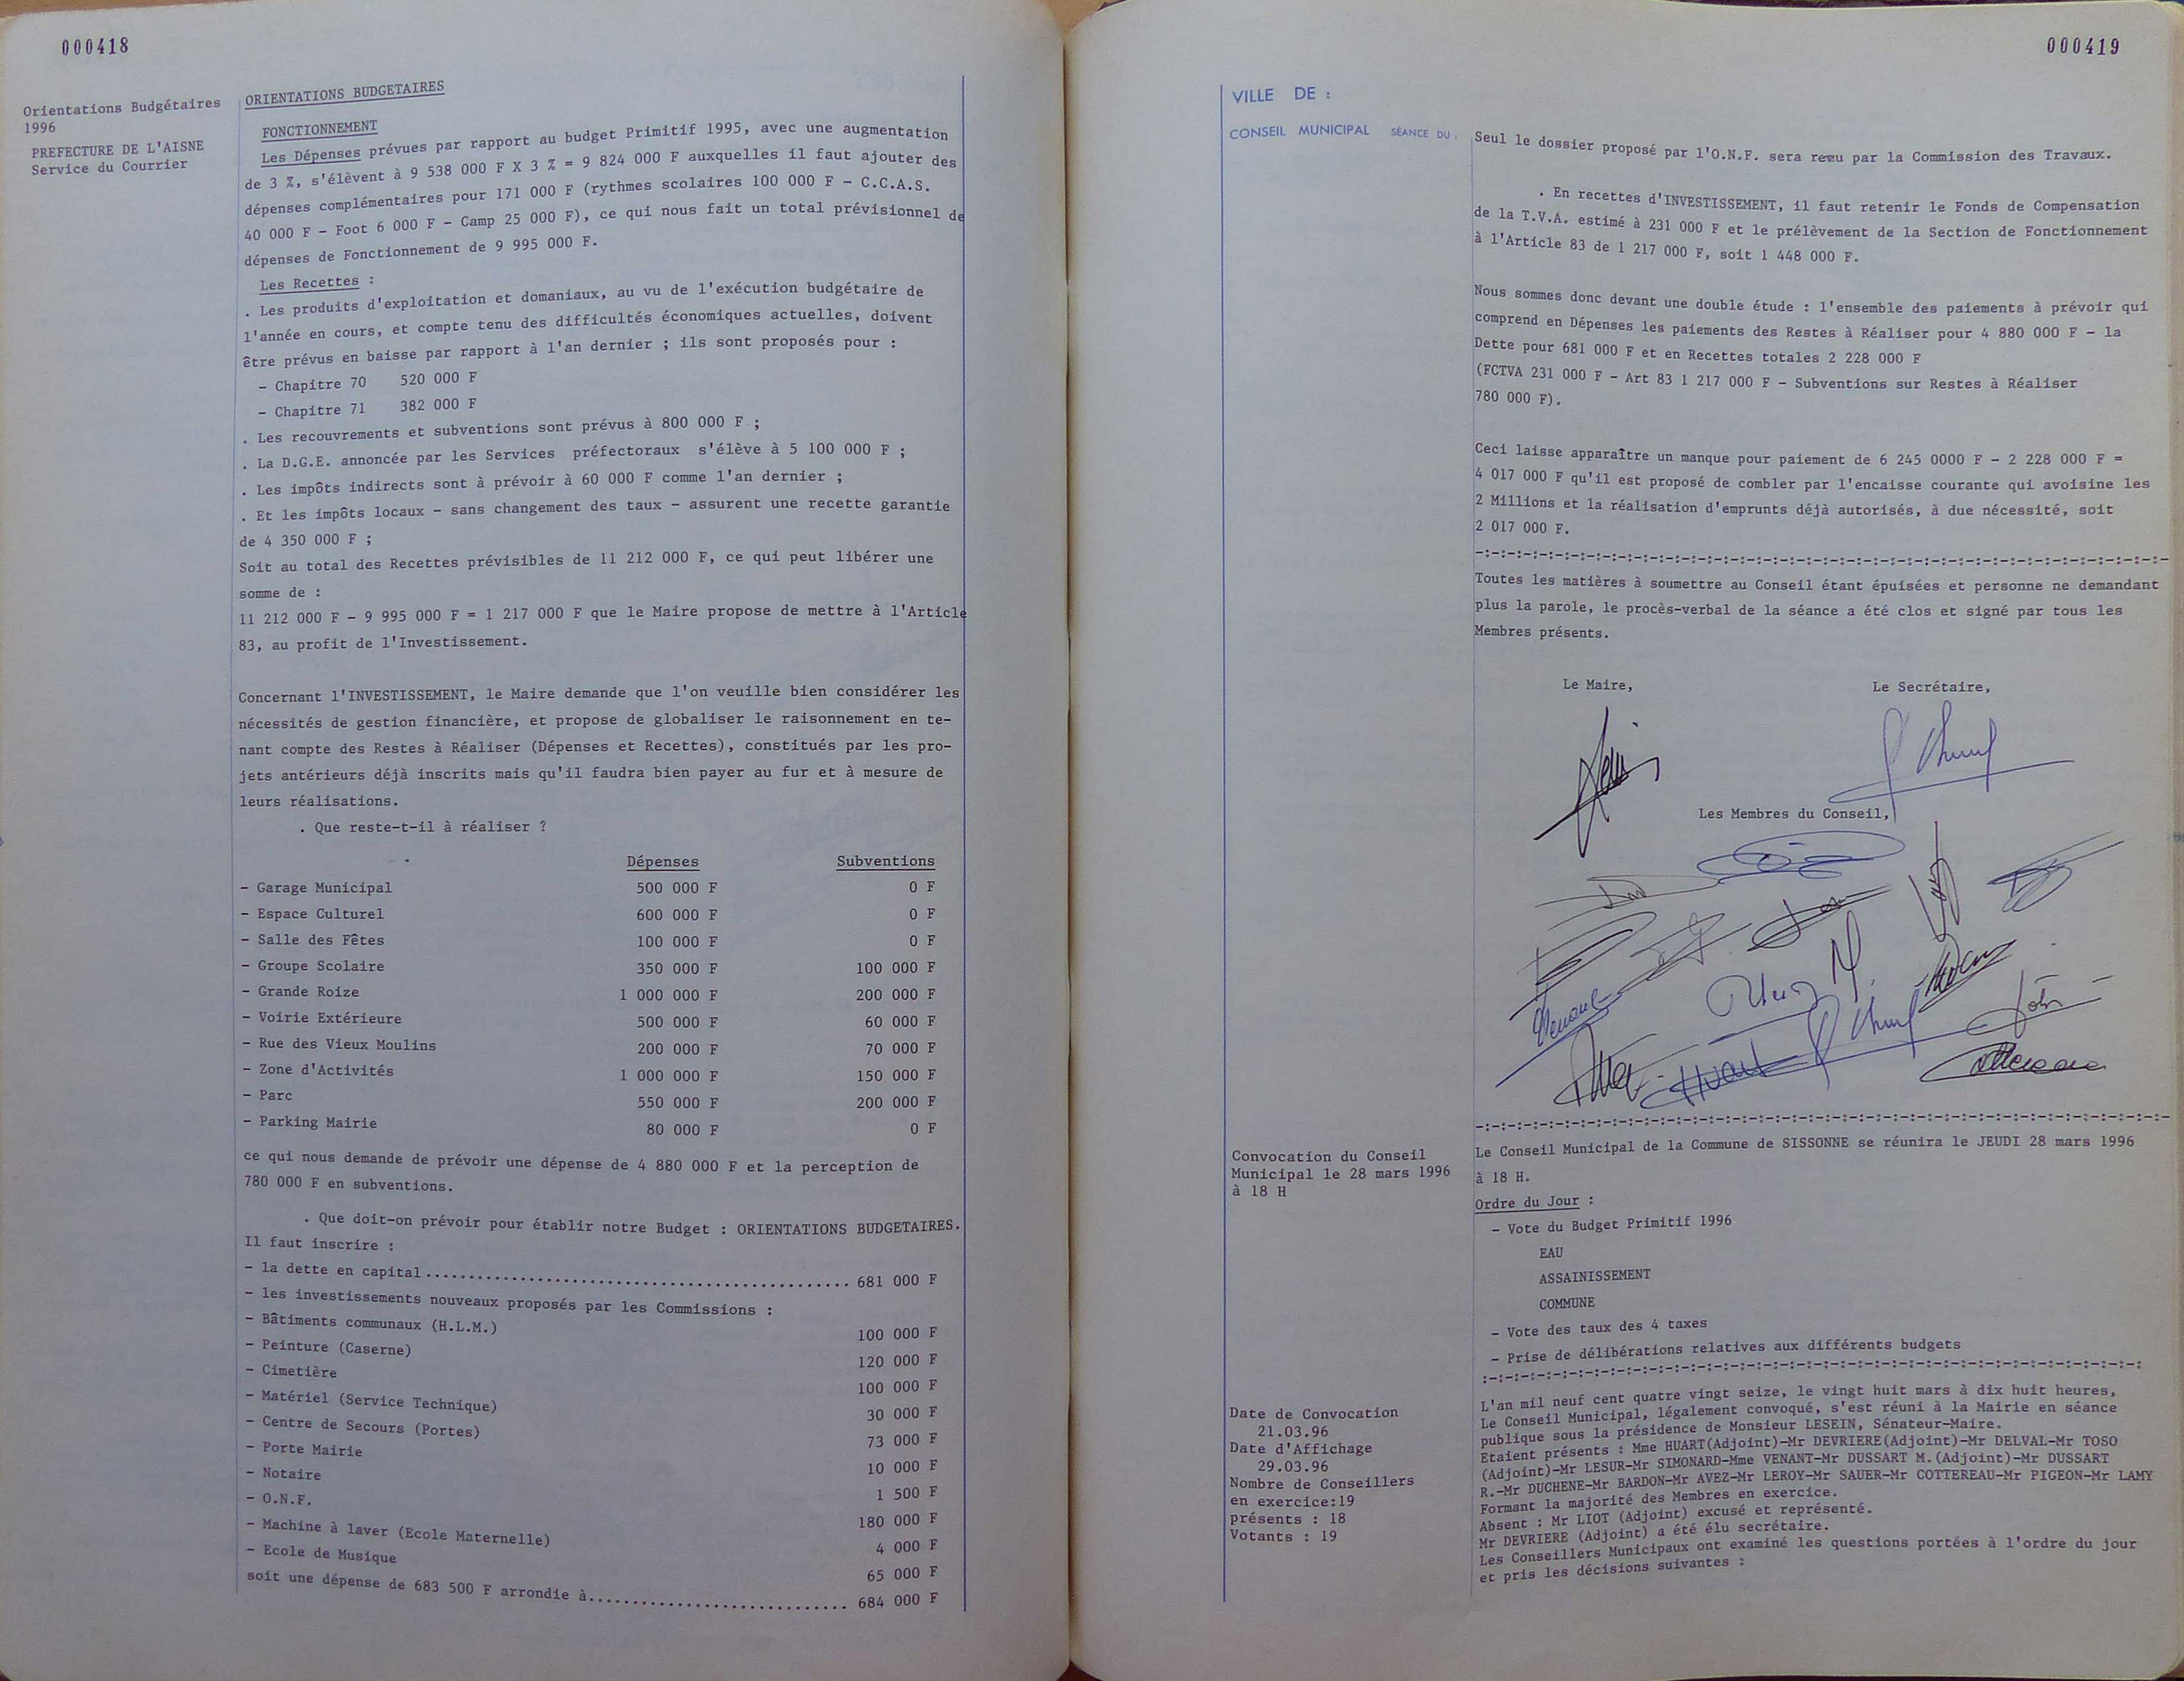 000418
Orientations Budgétaires
1996
PREFECTURE DE L'AISNE
Service du Courrier
ORIENTATIONS BUDGETAIRES
FONCTIONNEMENT
Les Dépenses prévues par rapport au budget Primitif 1995, avec une augmentation
de 3 %, s'élèvent à 9 538 000 F X 3 % = 9 824 000 F auxquelles il faut ajouter des
dépenses complémentaires pour 171 000 F (rythmes scolaires 100 000 F - C.C.A.S.
40 000 F - Foot 6 000 F - Camp 25 000 F), ce qui nous fait un total prévisionnel de
dépenses de Fonctionnement de 9 995 000 F.
Les Recettes :
. Les produits d'exploitation et domaniaux, au vu de l'exécution budgétaire de
l'année en cours, et compte tenu des difficultés économiques actuelles, doivent
être prévus en baisse par rapport à l'an dernier ; ils sont proposés pour :
- Chapitre 70 520 000 F
- Chapitre 71 382 000 F
. Les recouvrements et subventions sont prévus à 800 000 F ;
. La D.G.E. annoncée par les Services préfectoraux s'élève à 5 100 000 F ;
. Les impôts indirects sont à prévoir à 60 000 F comme l'an dernier ;
. Et les impôts locaux - sans changement des taux - assurent une recette garantie
de 4 350 000 F ;
Soit au total des Recettes prévisibles de 11 212 000 F, ce qui peut libérer une
somme de :
11 212 000 F - 9 995 000 F = 1 217 000 F que le Maire propose de mettre à l'Article
83, au profit de l'Investissement.
Concernant l'INVESTISSEMENT, le Maire demande que l'on veuille bien considérer les
nécessités de gestion financière, et propose de globaliser le raisonnement en te-
nant compte des Restes à Réaliser (Dépenses et Recettes), constitués par les pro-
jets antérieurs déjà inscrits mais qu'il faudra bien payer au fur et à mesure de
leurs réalisations.
. Que reste-t-il à réaliser ?
Dépenses Subventions
- Garage Municipal 500 000 F 0 F
- Espace Culturel 600 000 F 0 F
- Salle des Fêtes 100 000 F 0 F
- Groupe Scolaire 350 000 F 100 000 F
- Grande Roize 1 000 000 F 200 000 F
- Voirie Extérieure 500 000 F 60 000 F
- Rue des Vieux Moulins 200 000 F 70 000 F
- Zone d'Activités 1 000 000 F 150 000 F
- Parc 550 000 F 200 000 F
- Parking Mairie 80 000 F 0 F
ce qui nous demande de prévoir une dépense de 4 880 000 F et la perception de
780 000 F en subventions.
. Que doit-on prévoir pour établir notre Budget : ORIENTATIONS BUDGETAIRES.
Il faut inscrire :
- la dette en capital.................................................. 681 000 F
- les investissements nouveaux proposés par les Commissions :
- Bâtiments communaux (H.L.M.) 100 000 F
- Peinture (Caserne) 120 000 F
- Cimetière 100 000 F
- Matériel (Service Technique) 30 000 F
- Centre de Secours (Portes) 73 000 F
- Porte Mairie 10 000 F
- Notaire 1 500 F
- O.N.F. 180 000 F
- Machine à laver (Ecole Maternelle) 4 000 F
- Ecole de Musique 65 000 F
soit une dépense de 683 500 F arrondie à.............................. 684 000 F
000419
VILLE DE :
CONSEIL MUNICIPAL SÉANCE DU :
Seul le dossier proposé par l'O.N.F. sera revu par la Commission des Travaux.
. En recettes d'INVESTISSEMENT, il faut retenir le Fonds de Compensation
de la T.V.A. estimé à 231 000 F et le prélèvement de la Section de Fonctionnement
à l'Article 83 de 1 217 000 F, soit 1 448 000 F.
Nous sommes donc devant une double étude : l'ensemble des paiements à prévoir qui
comprend en Dépenses les paiements des Restes à Réaliser pour 4 880 000 F - la
Dette pour 681 000 F et en Recettes totales 2 228 000 F
(FCTVA 231 000 F - Art 83 1 217 000 F - Subventions sur Restes à Réaliser
780 000 F).
Ceci laisse apparaître un manque pour paiement de 6 245 0000 F - 2 228 000 F =
4 017 000 F qu'il est proposé de combler par l'encaisse courante qui avoisine les
2 Millions et la réalisation d'emprunts déjà autorisés, à due nécessité, soit
2 017 000 F.
-:-:-:-:-:-:-:-:-:-:-:-:-:-:-:-:-:-:-:-:-:-:-:-:-:-:-:-:-:-:-:-:-:-:-:-:-:-:-:-:-
Toutes les matières à soumettre au Conseil étant épuisées et personne ne demandant
plus la parole, le procès-verbal de la séance a été clos et signé par tous les
Membres présents.
Le Maire, Le Secrétaire,
Les Membres du Conseil,
-:-:-:-:-:-:-:-:-:-:-:-:-:-:-:-:-:-:-:-:-:-:-:-:-:-:-:-:-:-:-:-:-:-:-:-:-:-:-:-:-
Convocation du Conseil
Municipal le 28 mars 1996
à 18 H
Le Conseil Municipal de la Commune de SISSONNE se réunira le JEUDI 28 mars 1996
à 18 H.
Ordre du Jour :
- Vote du Budget Primitif 1996
EAU
ASSAINISSEMENT
COMMUNE
- Vote des taux des 4 taxes
- Prise de délibérations relatives aux différents budgets
:-:-:-:-:-:-:-:-:-:-:-:-:-:-:-:-:-:-:-:-:-:-:-:-:-:-:-:-:-:-:-:-:-:-:-:-:-:-:-:
Date de Convocation
21.03.96
Date d'Affichage
29.03.96
Nombre de Conseillers
en exercice:19
présents : 18
Votants : 19
L'an mil neuf cent quatre vingt seize, le vingt huit mars à dix huit heures,
Le Conseil Municipal, légalement convoqué, s'est réuni à la Mairie en séance
publique sous la présidence de Monsieur LESEIN, Sénateur-Maire.
Etaient présents : Mme HUART(Adjoint)-Mr DEVRIERE(Adjoint)-Mr DELVAL-Mr TOSO
(Adjoint)-Mr LESUR-Mr SIMONARD-Mme VENANT-Mr DUSSART M.(Adjoint)-Mr DUSSART
R.-Mr DUCHENE-Mr BARDON-Mr AVEZ-Mr LEROY-Mr SAUER-Mr COTTEREAU-Mr PIGEON-Mr LAMY
Formant la majorité des Membres en exercice.
Absent : Mr LIOT (Adjoint) excusé et représenté.
Mr DEVRIERE (Adjoint) a été élu secrétaire.
Les Conseillers Municipaux ont examiné les questions portées à l'ordre du jour
et pris les décisions suivantes :